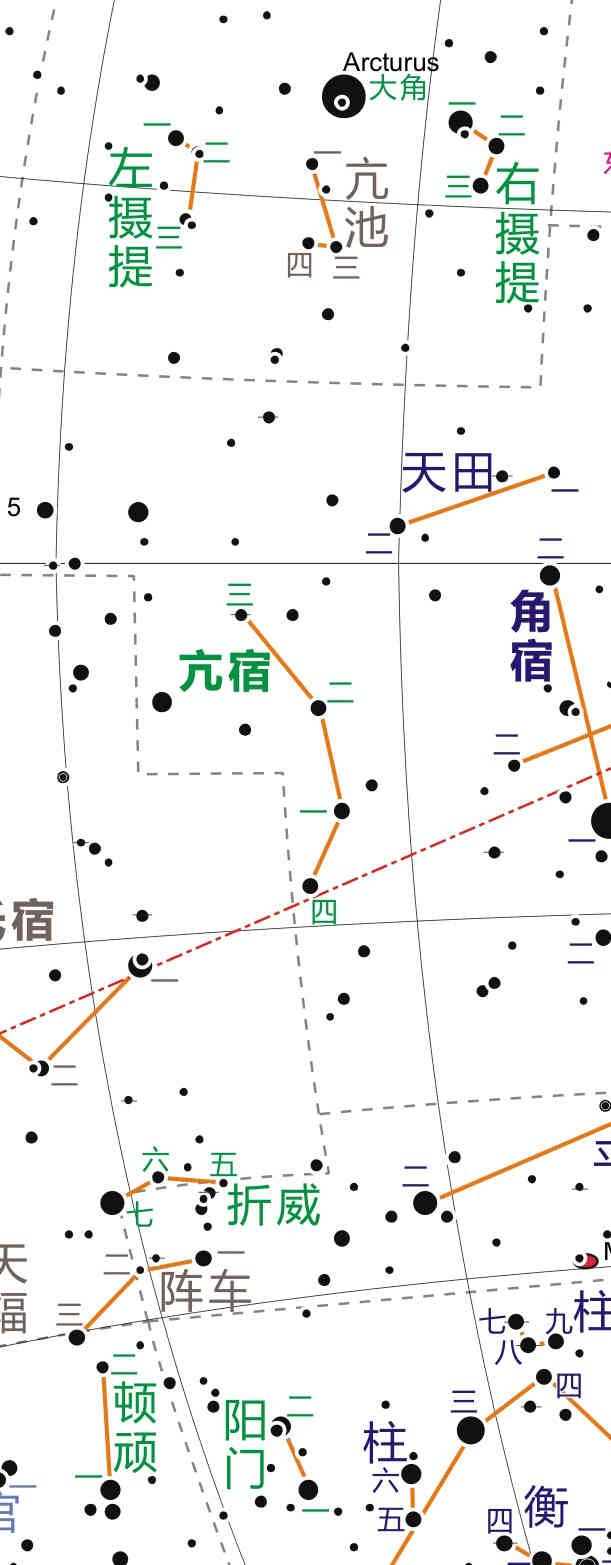 Arcturus
大角
一
二
三
左摄提
一
亢池
四
三
一
二
三
右摄提
天田
一
二
5
二
角宿
三
亢宿
二
一
四
二
一
二
宿
一
二
六
五
七
折威
二
二
一
阵车
三
天
福
七
九
八
柱
二
顿顽
一
阳门
二
一
三
四
柱
六
五
衡
四
一
一
官
M